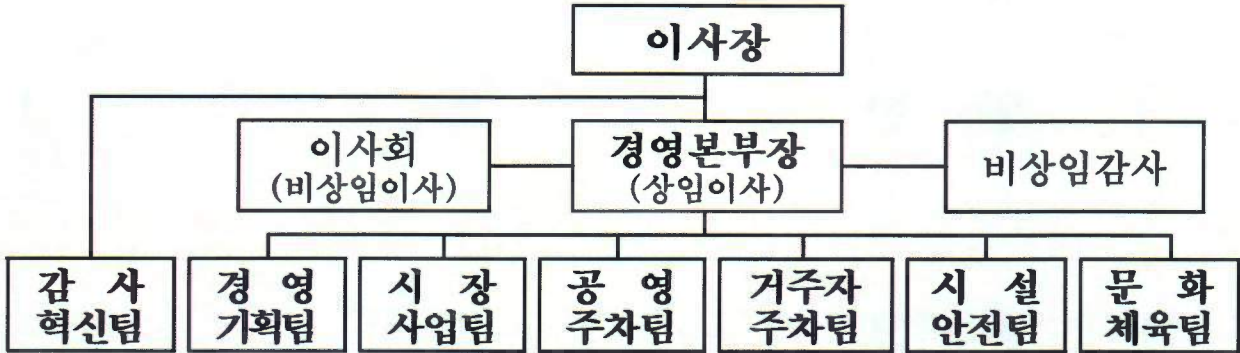 이사장
이사회
(비상임이사)
경영본부장
(상임이사)
비상임감사
감 사
혁신팀
경 영
기획팀
시 장
사업팀
공 영
주차팀
거주자
주차팀
시 설
안전팀
문 화
체육팀